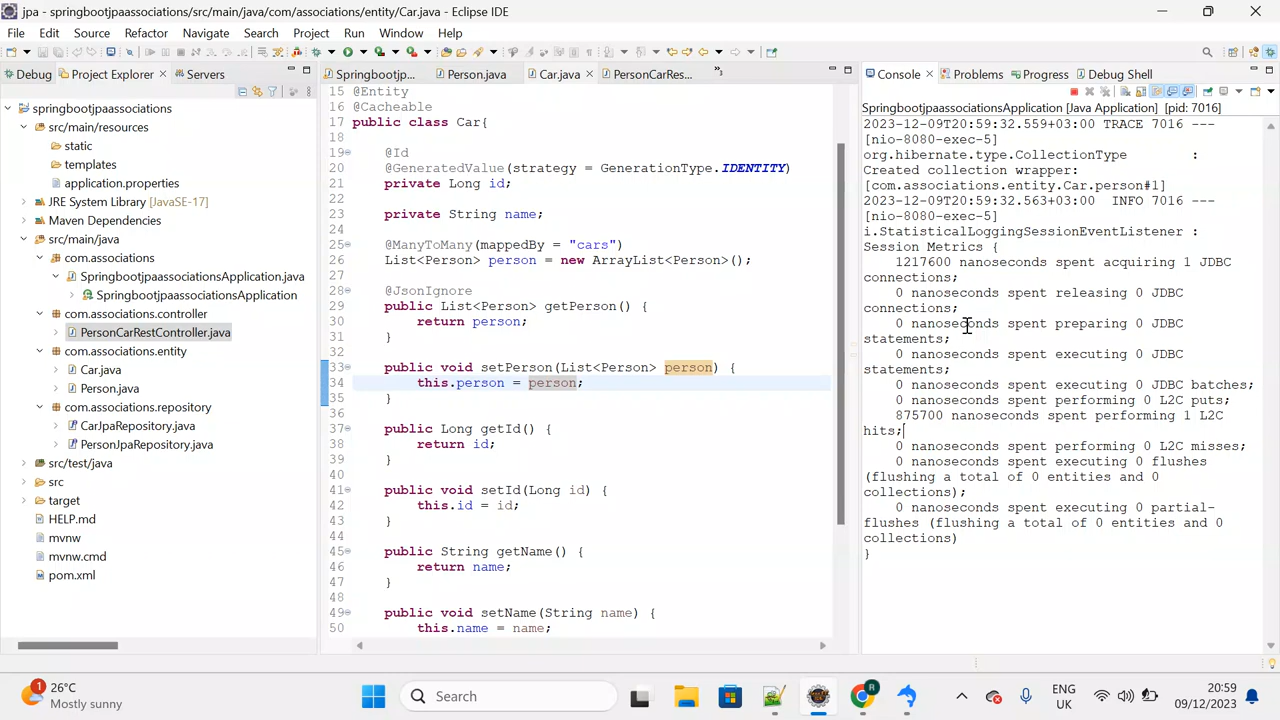 jpa - springbootjpaassociations/src/main/java/com/associations/entity/Car.java - Eclipse IDE
File Edit Source Refactor Navigate Search Project Run Window Help
Debug Project Explorer Servers
springbootjpaassociations
src/main/resources
static
templates
application.properties
JRE System Library [JavaSE-17]
Maven Dependencies
src/main/java
com.associations
SpringbootjpaassociationsApplication.java
SpringbootjpaassociationsApplication
com.associations.controller
PersonCarRestController.java
com.associations.entity
Car.java
Person.java
com.associations.repository
CarJpaRepository.java
PersonJpaRepository.java
src/test/java
src
target
HELP.md
mvnw
mvnw.cmd
pom.xml
Springbootjp... Person.java Car.java PersonCarRes...
15 @Entity
16 @Cacheable
17 public class Car{
18
19 @Id
20 @GeneratedValue(strategy = GenerationType.IDENTITY)
21 private Long id;
22
23 private String name;
24
25 @ManyToMany(mappedBy = "cars")
26 List<Person> person = new ArrayList<Person>();
27
28 @JsonIgnore
29 public List<Person> getPerson() {
30 return person;
31 }
32
33 public void setPerson(List<Person> person) {
34 this.person = person;
35 }
36
37 public Long getId() {
38 return id;
39 }
40
41 public void setId(Long id) {
42 this.id = id;
43 }
44
45 public String getName() {
46 return name;
47 }
48
49 public void setName(String name) {
50 this.name = name;
Console Problems Progress Debug Shell
SpringbootjpaassociationsApplication [Java Application] [pid: 7016]
2023-12-09T20:59:32.559+03:00 TRACE 7016 ---
[nio-8080-exec-5]
org.hibernate.type.CollectionType :
Created collection wrapper:
[com.associations.entity.Car.person#1]
2023-12-09T20:59:32.563+03:00 INFO 7016 ---
[nio-8080-exec-5]
i.StatisticalLoggingSessionEventListener :
Session Metrics {
1217600 nanoseconds spent acquiring 1 JDBC
connections;
0 nanoseconds spent releasing 0 JDBC
connections;
0 nanoseconds spent preparing 0 JDBC
statements;
0 nanoseconds spent executing 0 JDBC
statements;
0 nanoseconds spent executing 0 JDBC batches;
0 nanoseconds spent performing 0 L2C puts;
875700 nanoseconds spent performing 1 L2C
hits;
0 nanoseconds spent performing 0 L2C misses;
0 nanoseconds spent executing 0 flushes
(flushing a total of 0 entities and 0
collections);
0 nanoseconds spent executing 0 partial-
flushes (flushing a total of 0 entities and 0
collections)
}
1
26°C
Mostly sunny
Search
R
ENG
UK
20:59
09/12/2023